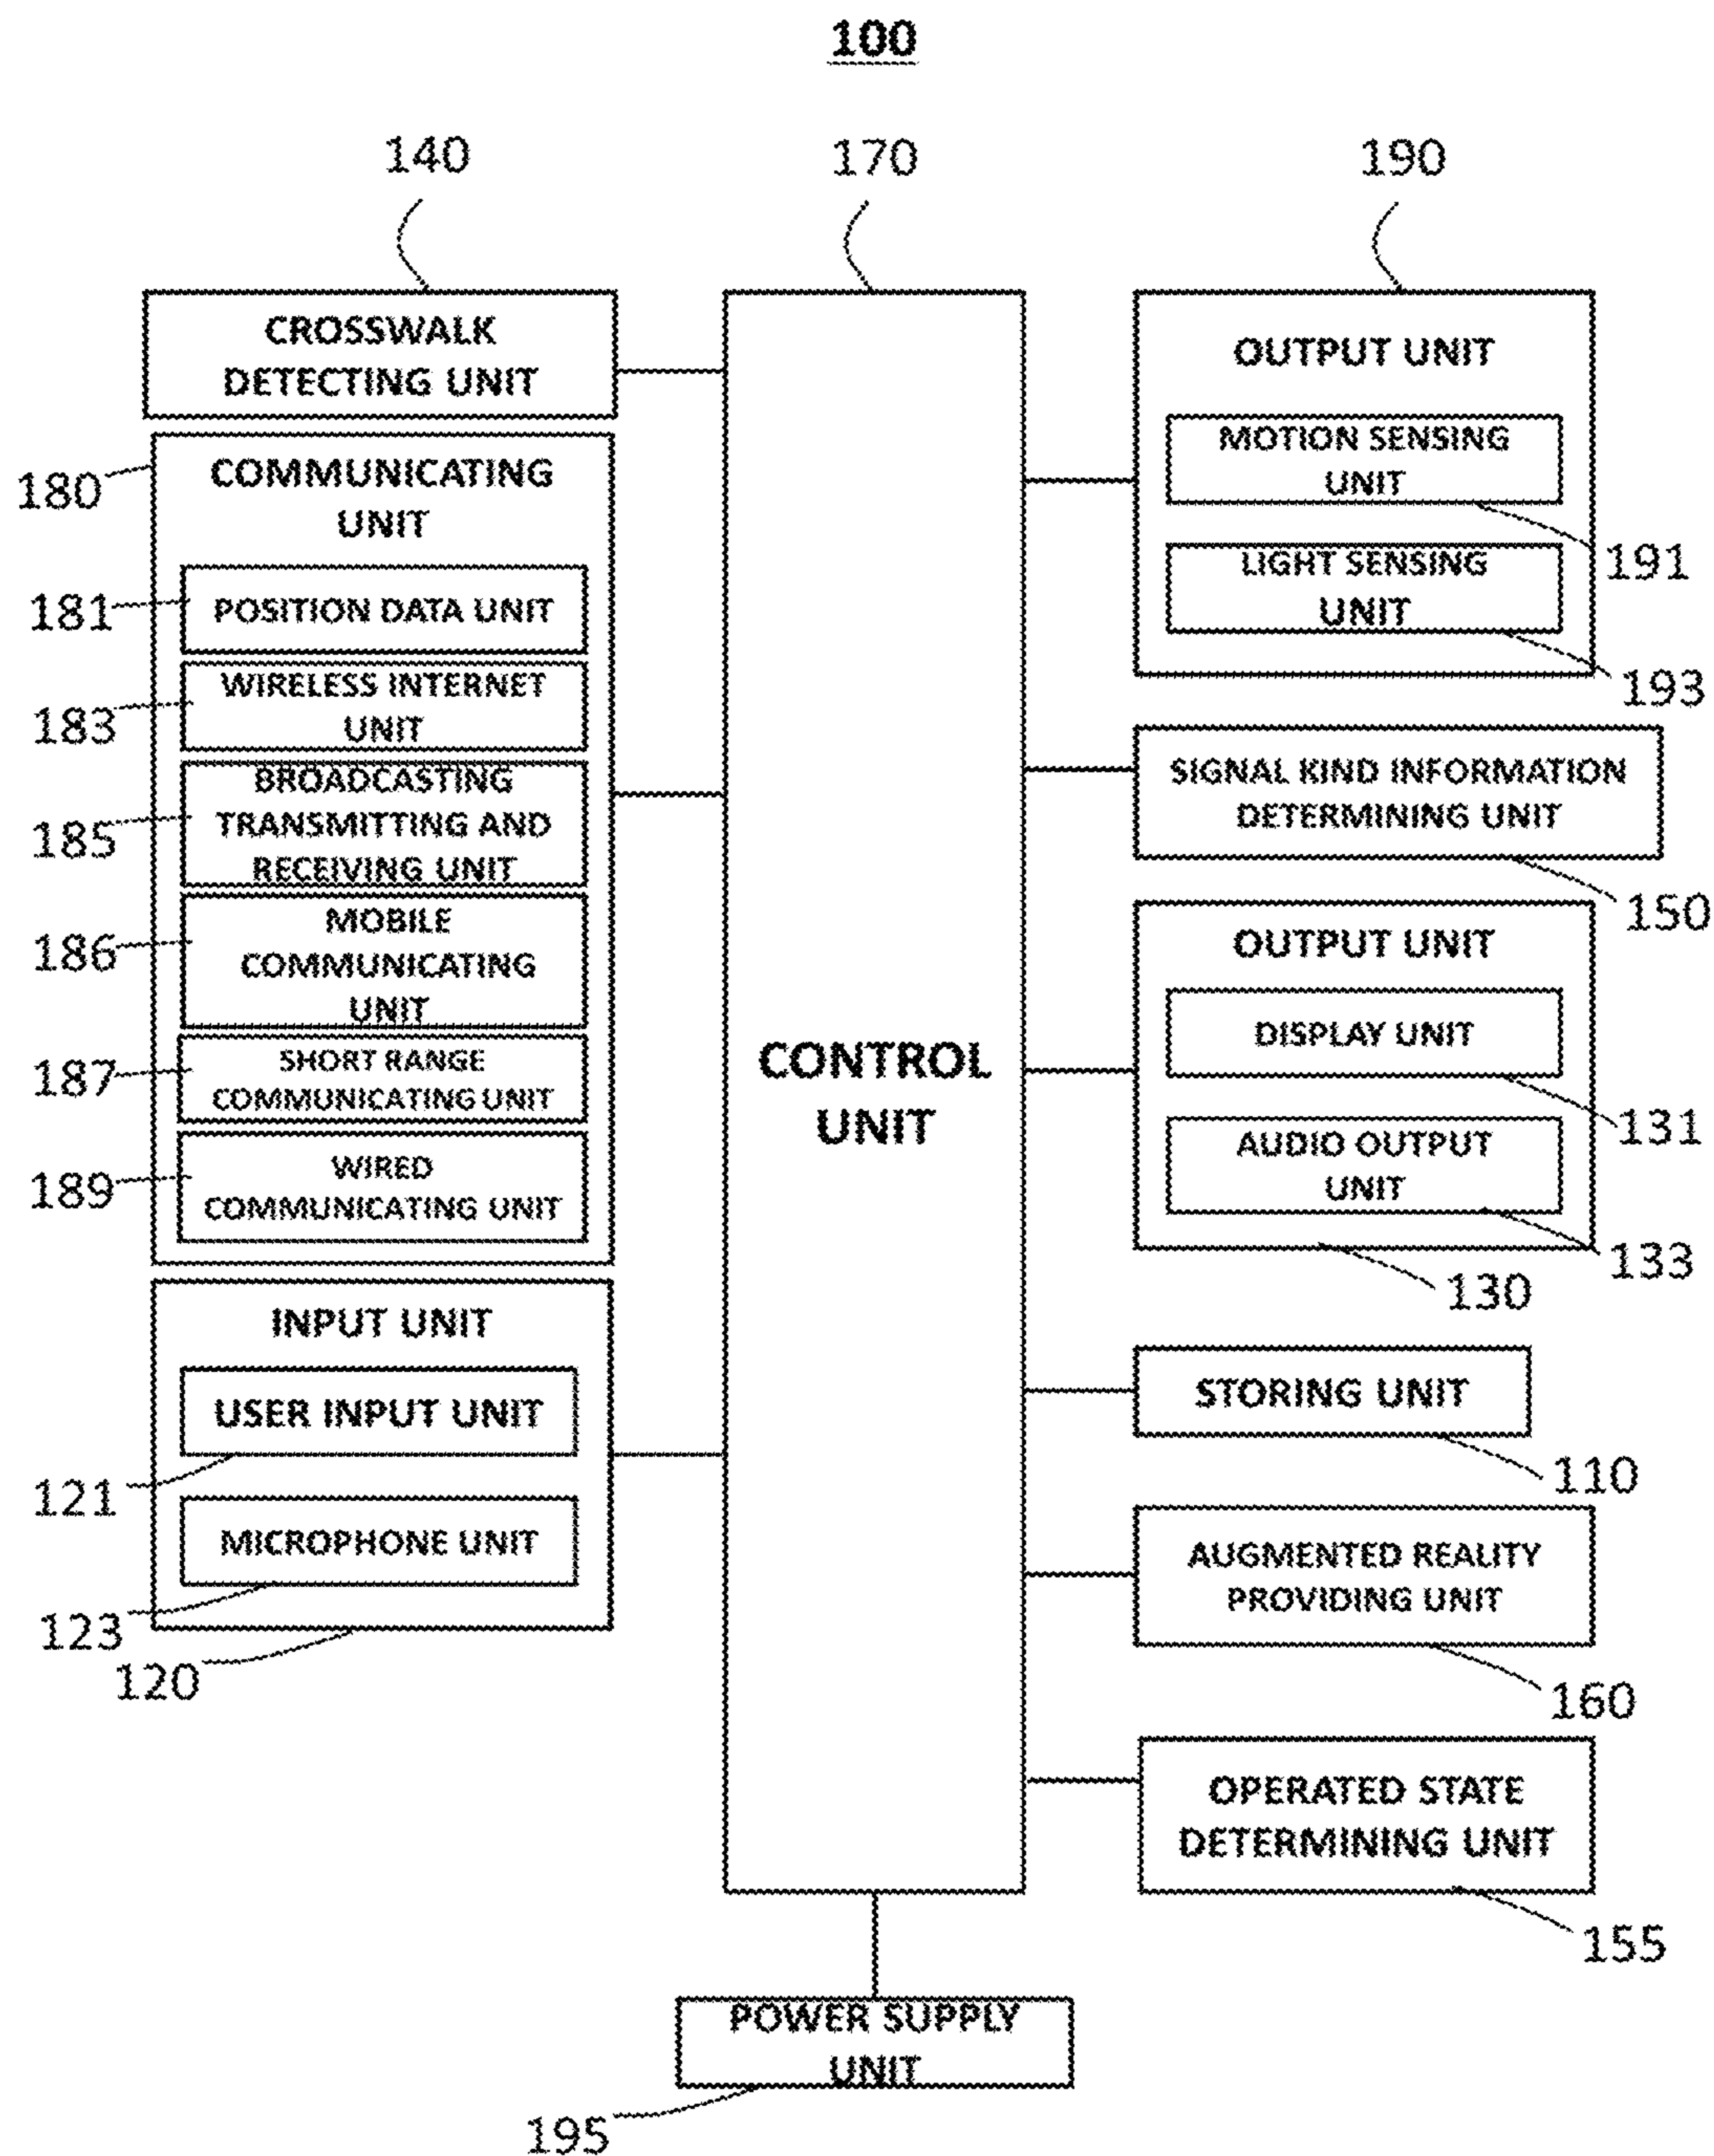 100
140
170
190
CROSSWALK
DETECTING UNIT
180
COMMUNICATING
UNIT
181
POSITION DATA UNIT
183
WIRELESS INTERNET
UNIT
185
BROADCASTING
TRANSMITTING AND
RECEIVING UNIT
186
MOBILE
COMMUNICATING
UNIT
187
SHORT RANGE
COMMUNICATING UNIT
189
WIRED
COMMUNICATING UNIT
INPUT UNIT
USER INPUT UNIT
121
MICROPHONE UNIT
123
120
CONTROL
UNIT
OUTPUT UNIT
MOTION SENSING
UNIT
191
LIGHT SENSING
UNIT
193
SIGNAL KIND INFORMATION
DETERMINING UNIT
150
OUTPUT UNIT
DISPLAY UNIT
131
AUDIO OUTPUT
UNIT
133
130
STORING UNIT
110
AUGMENTED REALITY
PROVIDING UNIT
160
OPERATED STATE
DETERMINING UNIT
155
POWER SUPPLY
UNIT
195